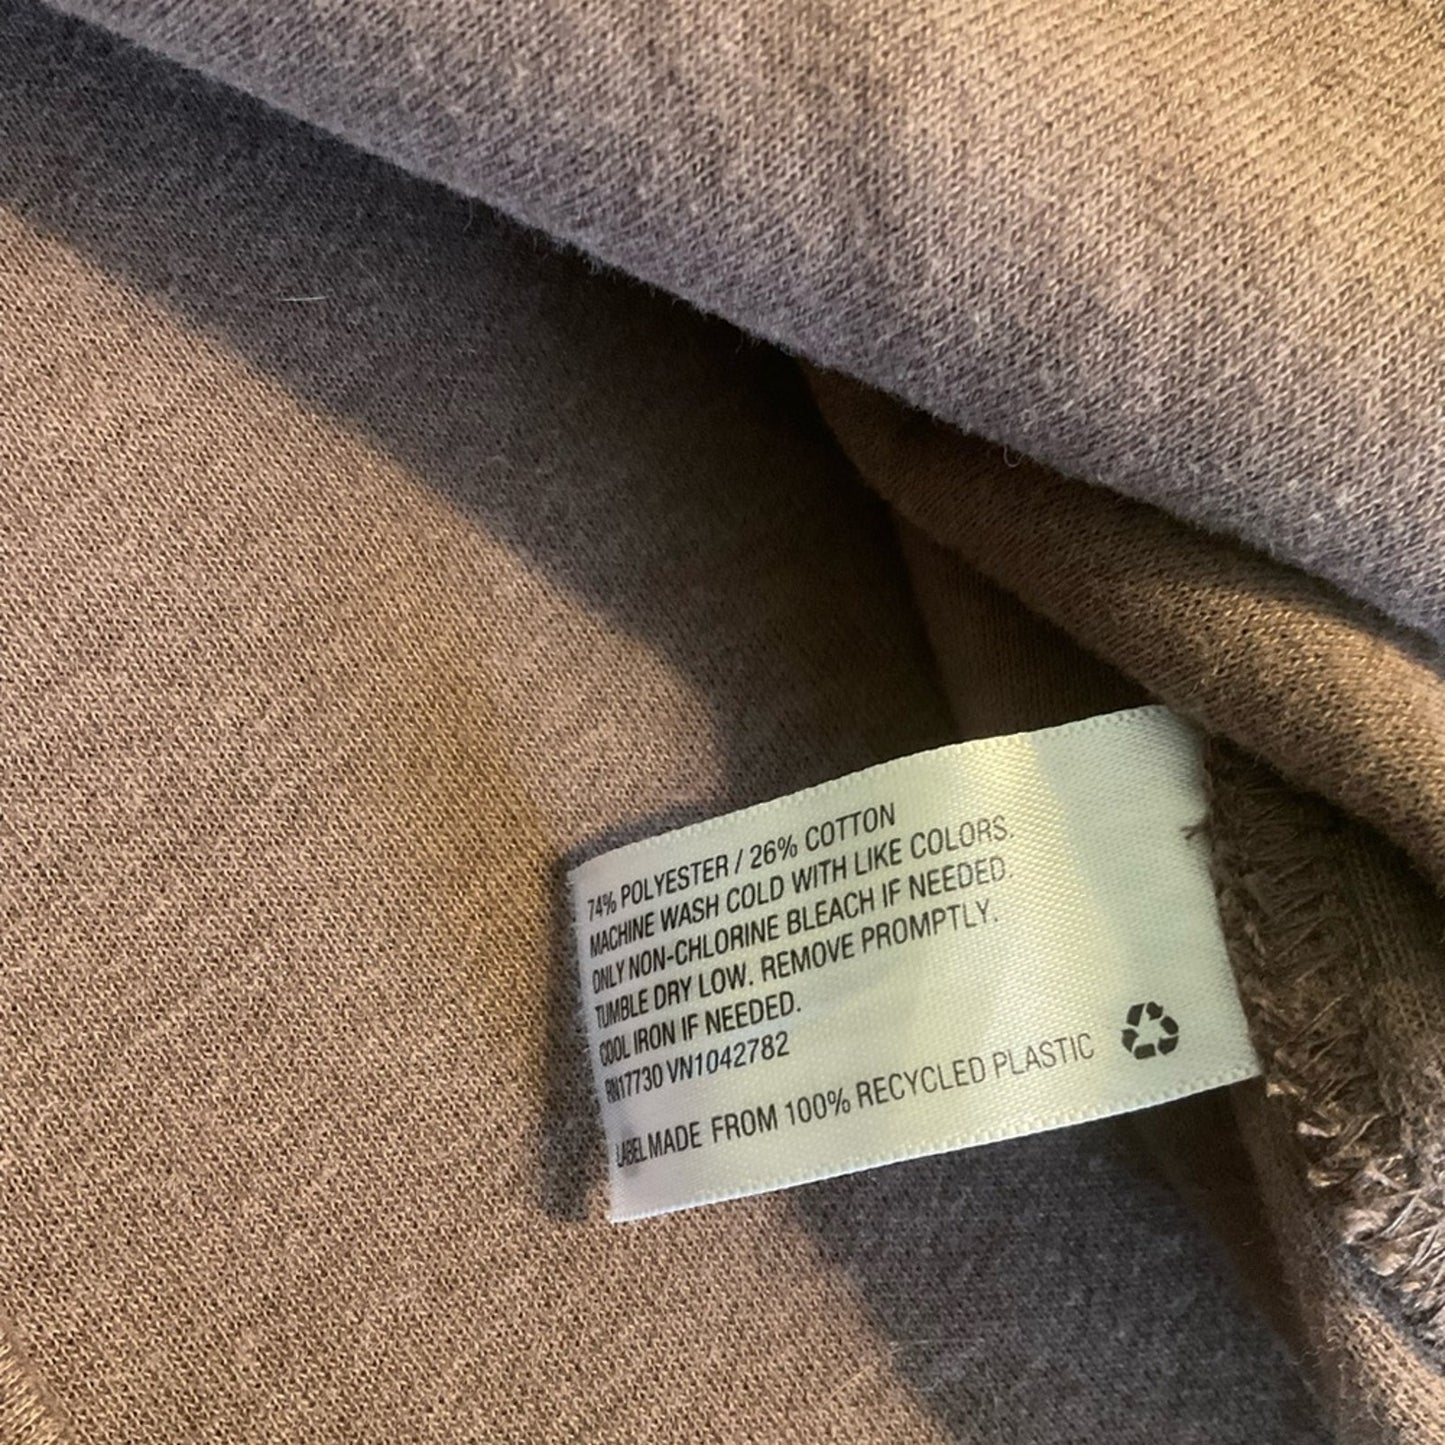 74% POLYESTER / 26% COTTON
MACHINE WASH COLD WITH LIKE COLORS.
ONLY NON-CHLORINE BLEACH IF NEEDED.
TUMBLE DRY LOW. REMOVE PROMPTLY.
COOL IRON IF NEEDED.
RN17730 VN1042782
LABEL MADE FROM 100% RECYCLED PLASTIC